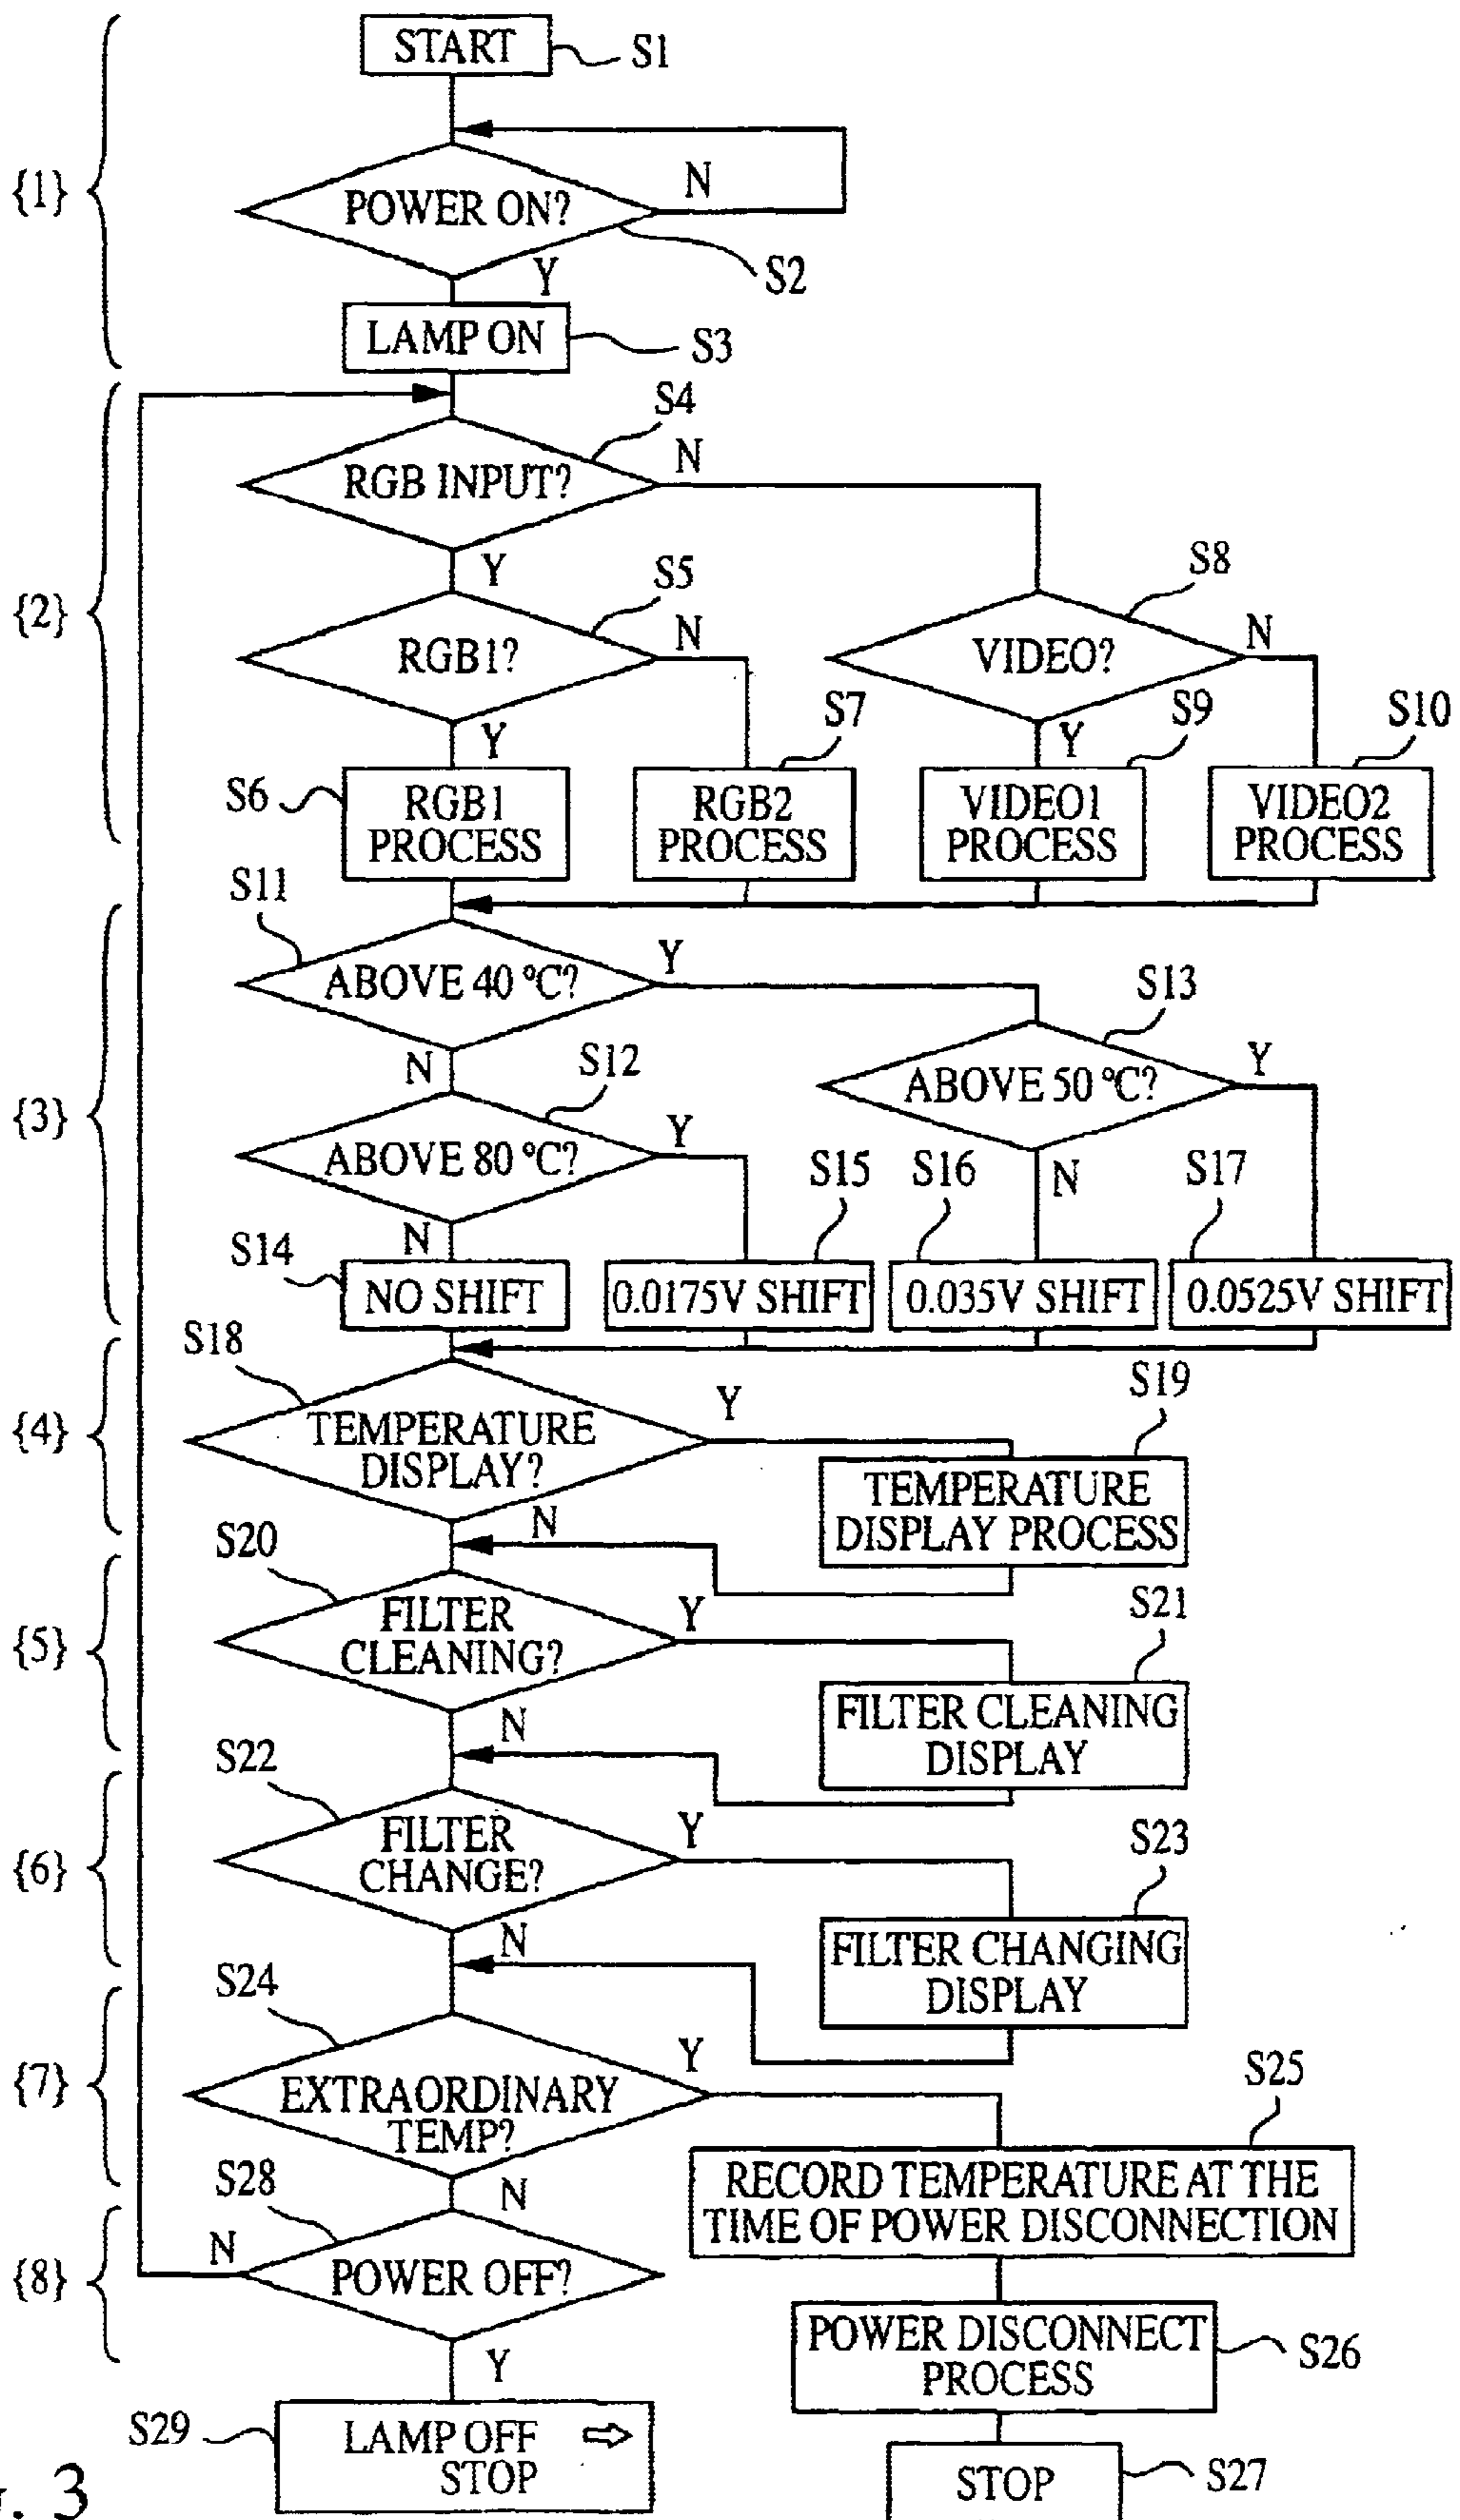 START
S1
{1}
POWER ON?
N
S2
Y
LAMP ON
S3
S4
RGB INPUT?
N
Y
{2}
S5
S8
RGB1?
N
VIDEO?
N
Y
S7
Y
S9
S10
S6
RGB1
PROCESS
RGB2
PROCESS
VIDEO1
PROCESS
VIDEO2
PROCESS
S11
ABOVE 40 °C?
Y
S13
N
S12
ABOVE 50 °C?
Y
{3}
ABOVE 80 °C?
Y
S15
S16
N
S17
N
S14
NO SHIFT
0.0175V SHIFT
0.035V SHIFT
0.0525V SHIFT
S18
{4}
TEMPERATURE
DISPLAY?
Y
S19
TEMPERATURE
DISPLAY PROCESS
N
S20
{5}
FILTER
CLEANING?
Y
S21
FILTER CLEANING
DISPLAY
N
S22
{6}
FILTER
CHANGE?
Y
S23
FILTER CHANGING
DISPLAY
N
S24
{7}
EXTRAORDINARY
TEMP?
Y
S25
RECORD TEMPERATURE AT THE
TIME OF POWER DISCONNECTION
N
S28
{8}
N
POWER OFF?
POWER DISCONNECT
PROCESS
S26
Y
S29
LAMP OFF ⇨
STOP
STOP
S27
. 3